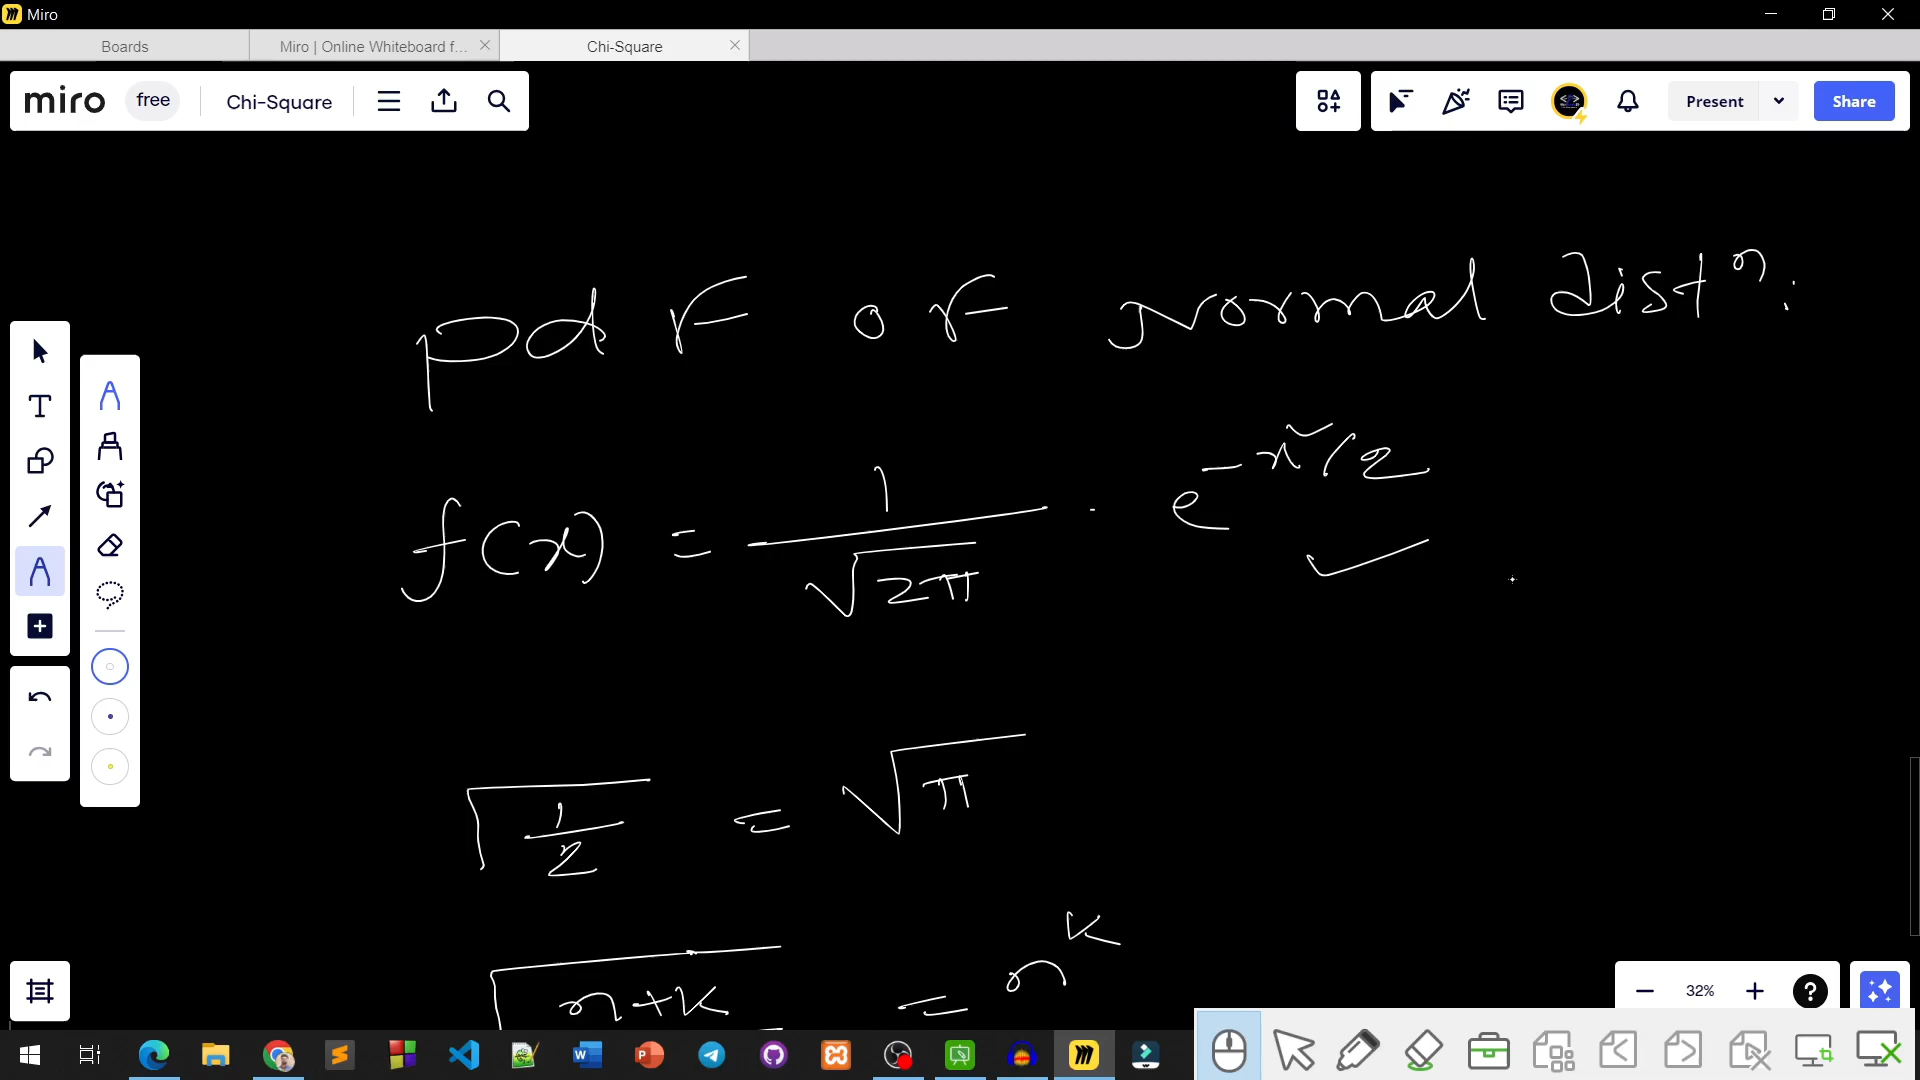 Miro
Boards
Miro | Online Whiteboard f...
Chi-Square
miro
free
Chi-Square
Present
Share
pdf of Normal distⁿ:
f(x) = 1/√(2π) · e^(-x²/2)
Γ(1/2) = √π
n+k = n^k
32%